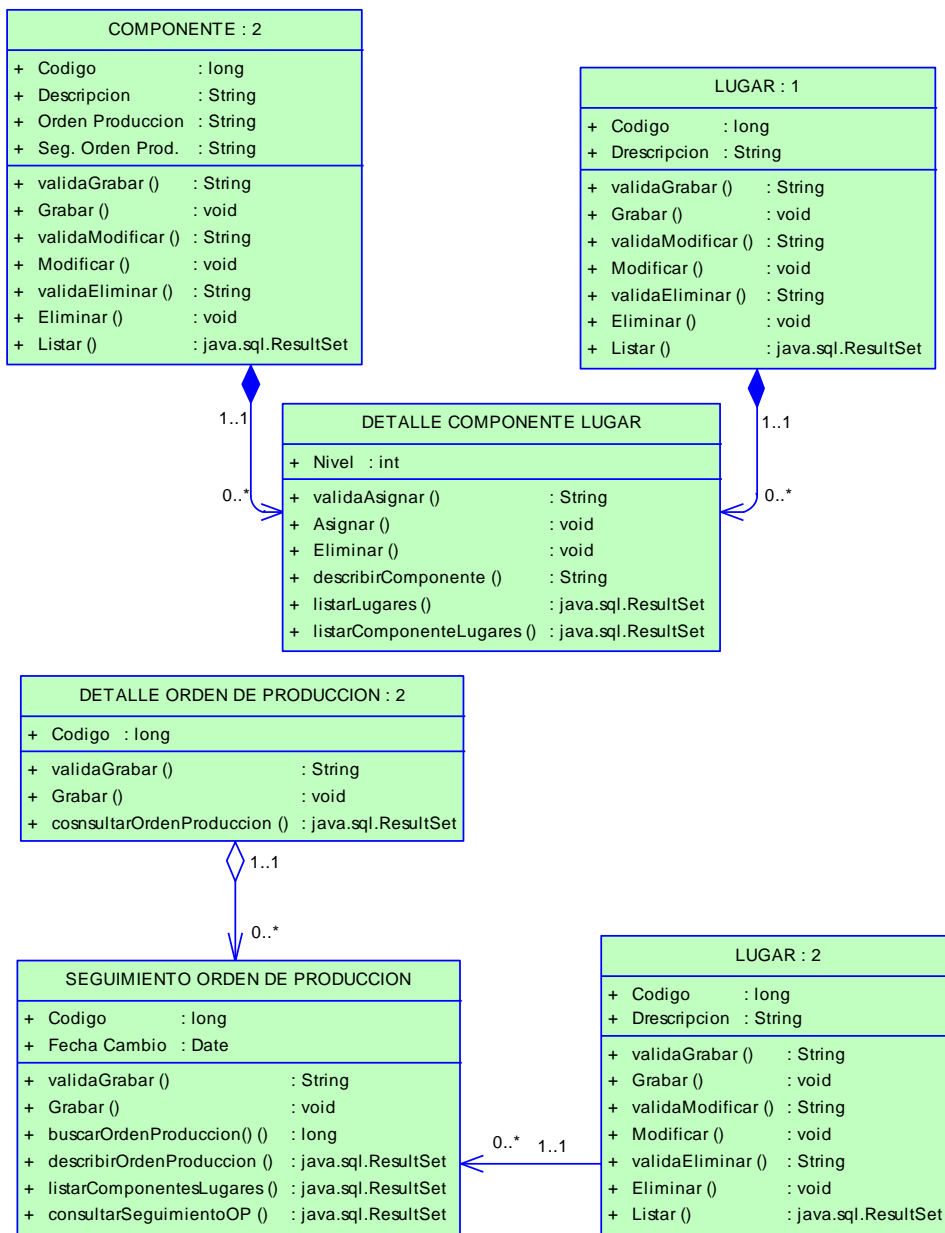 COMPONENTE : 2
+ Codigo : long
+ Descripcion : String
+ Orden Produccion : String
+ Seg. Orden Prod. : String
+ validaGrabar () : String
+ Grabar () : void
+ validaModificar () : String
+ Modificar () : void
+ validaEliminar () : String
+ Eliminar () : void
+ Listar () : java.sql.ResultSet
LUGAR : 1
+ Codigo : long
+ Drescripcion : String
+ validaGrabar () : String
+ Grabar () : void
+ validaModificar () : String
+ Modificar () : void
+ validaEliminar () : String
+ Eliminar () : void
+ Listar () : java.sql.ResultSet
1..1
0..*
1..1
0..*
DETALLE COMPONENTE LUGAR
+ Nivel : int
+ validaAsignar () : String
+ Asignar () : void
+ Eliminar () : void
+ describirComponente () : String
+ listarLugares () : java.sql.ResultSet
+ listarComponenteLugares () : java.sql.ResultSet
DETALLE ORDEN DE PRODUCCION : 2
+ Codigo : long
+ validaGrabar () : String
+ Grabar () : void
+ cosnsultarOrdenProduccion () : java.sql.ResultSet
1..1
0..*
SEGUIMIENTO ORDEN DE PRODUCCION
+ Codigo : long
+ Fecha Cambio : Date
+ validaGrabar () : String
+ Grabar () : void
+ buscarOrdenProduccion() () : long
+ describirOrdenProduccion () : java.sql.ResultSet
+ listarComponentesLugares () : java.sql.ResultSet
+ consultarSeguimientoOP () : java.sql.ResultSet
0..* 1..1
LUGAR : 2
+ Codigo : long
+ Drescripcion : String
+ validaGrabar () : String
+ Grabar () : void
+ validaModificar () : String
+ Modificar () : void
+ validaEliminar () : String
+ Eliminar () : void
+ Listar () : java.sql.ResultSet